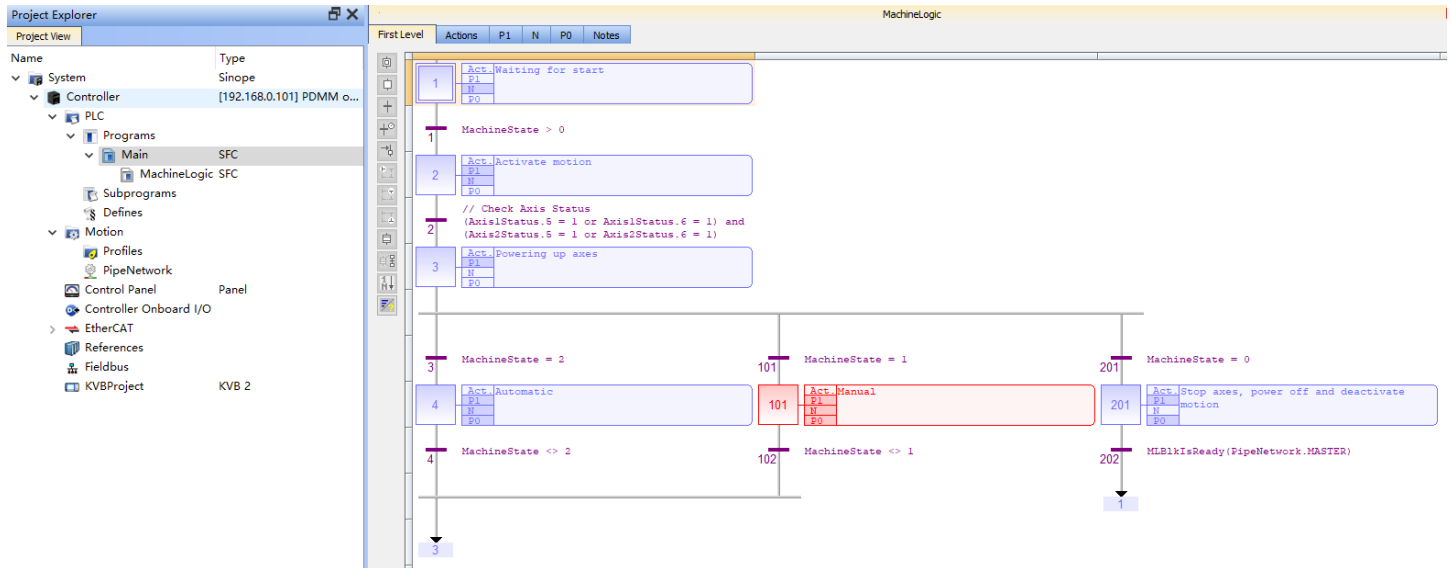 Project Explorer
Project View
Name Type
System Sinope
Controller [192.168.0.101] PDMM o...
PLC
Programs
Main SFC
MachineLogic SFC
Subprograms
Defines
Motion
Profiles
PipeNetwork
Control Panel Panel
Controller Onboard I/O
EtherCAT
References
Fieldbus
KVBProject KVB 2
MachineLogic
First Level Actions P1 N P0 Notes
1 Act. Waiting for start
P1
N
P0
1 MachineState > 0
2 Act. Activate motion
P1
N
P0
// Check Axis Status
2 (Axis1Status.5 = 1 or Axis1Status.6 = 1) and
(Axis2Status.5 = 1 or Axis2Status.6 = 1)
3 Act. Powering up axes
P1
N
P0
3 MachineState = 2
101 MachineState = 1
201 MachineState = 0
4 Act. Automatic
P1
N
P0
101 Act. Manual
P1
N
P0
201 Act. Stop axes, power off and deactivate
P1 motion
N
P0
4 MachineState <> 2
102 MachineState <> 1
202 MLBlkIsReady(PipeNetwork.MASTER)
1
3